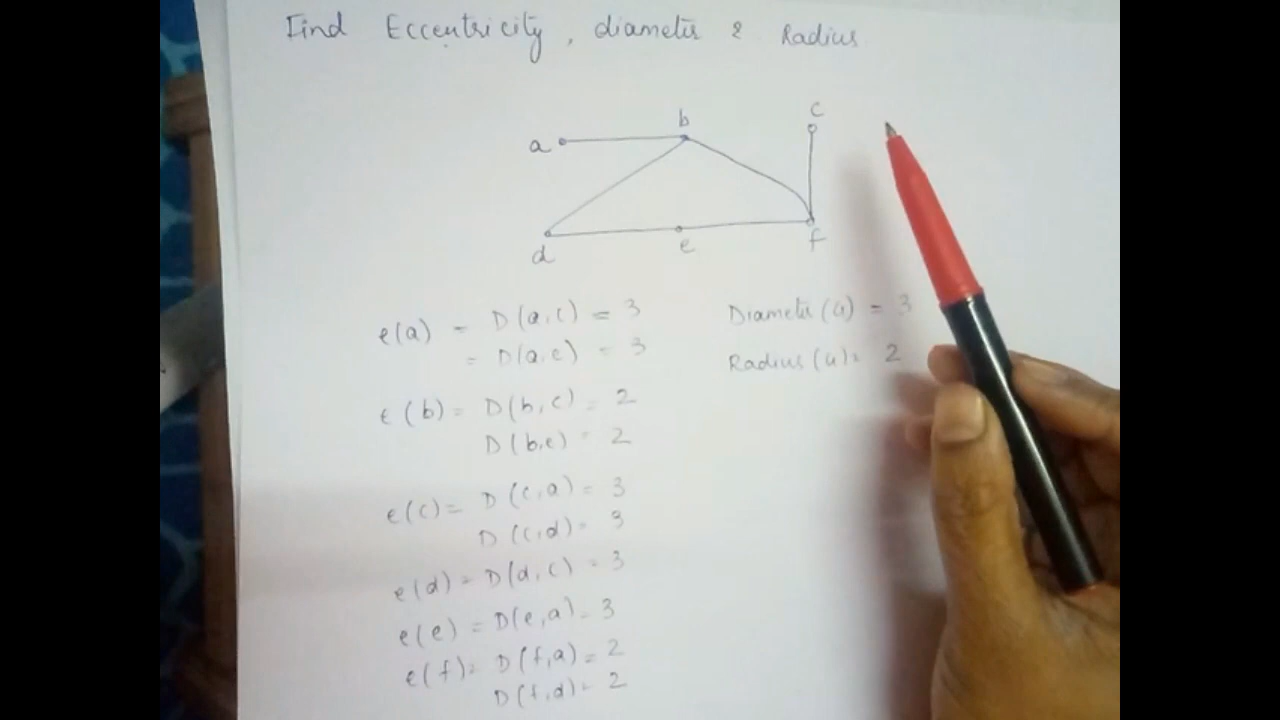 Find Eccentricity, diameter & Radius
a
b
c
d
e
f
e(a) = D(a,c) = 3
= D(a,e) = 3
e(b) = D(b,c) = 2
D(b,e) = 2
e(c) = D(c,a) = 3
D(c,d) = 3
e(d) = D(d,c) = 3
e(e) = D(e,a) = 3
e(f) = D(f,a) = 2
D(f,d) = 2
Diameter(G) = 3
Radius(G) = 2